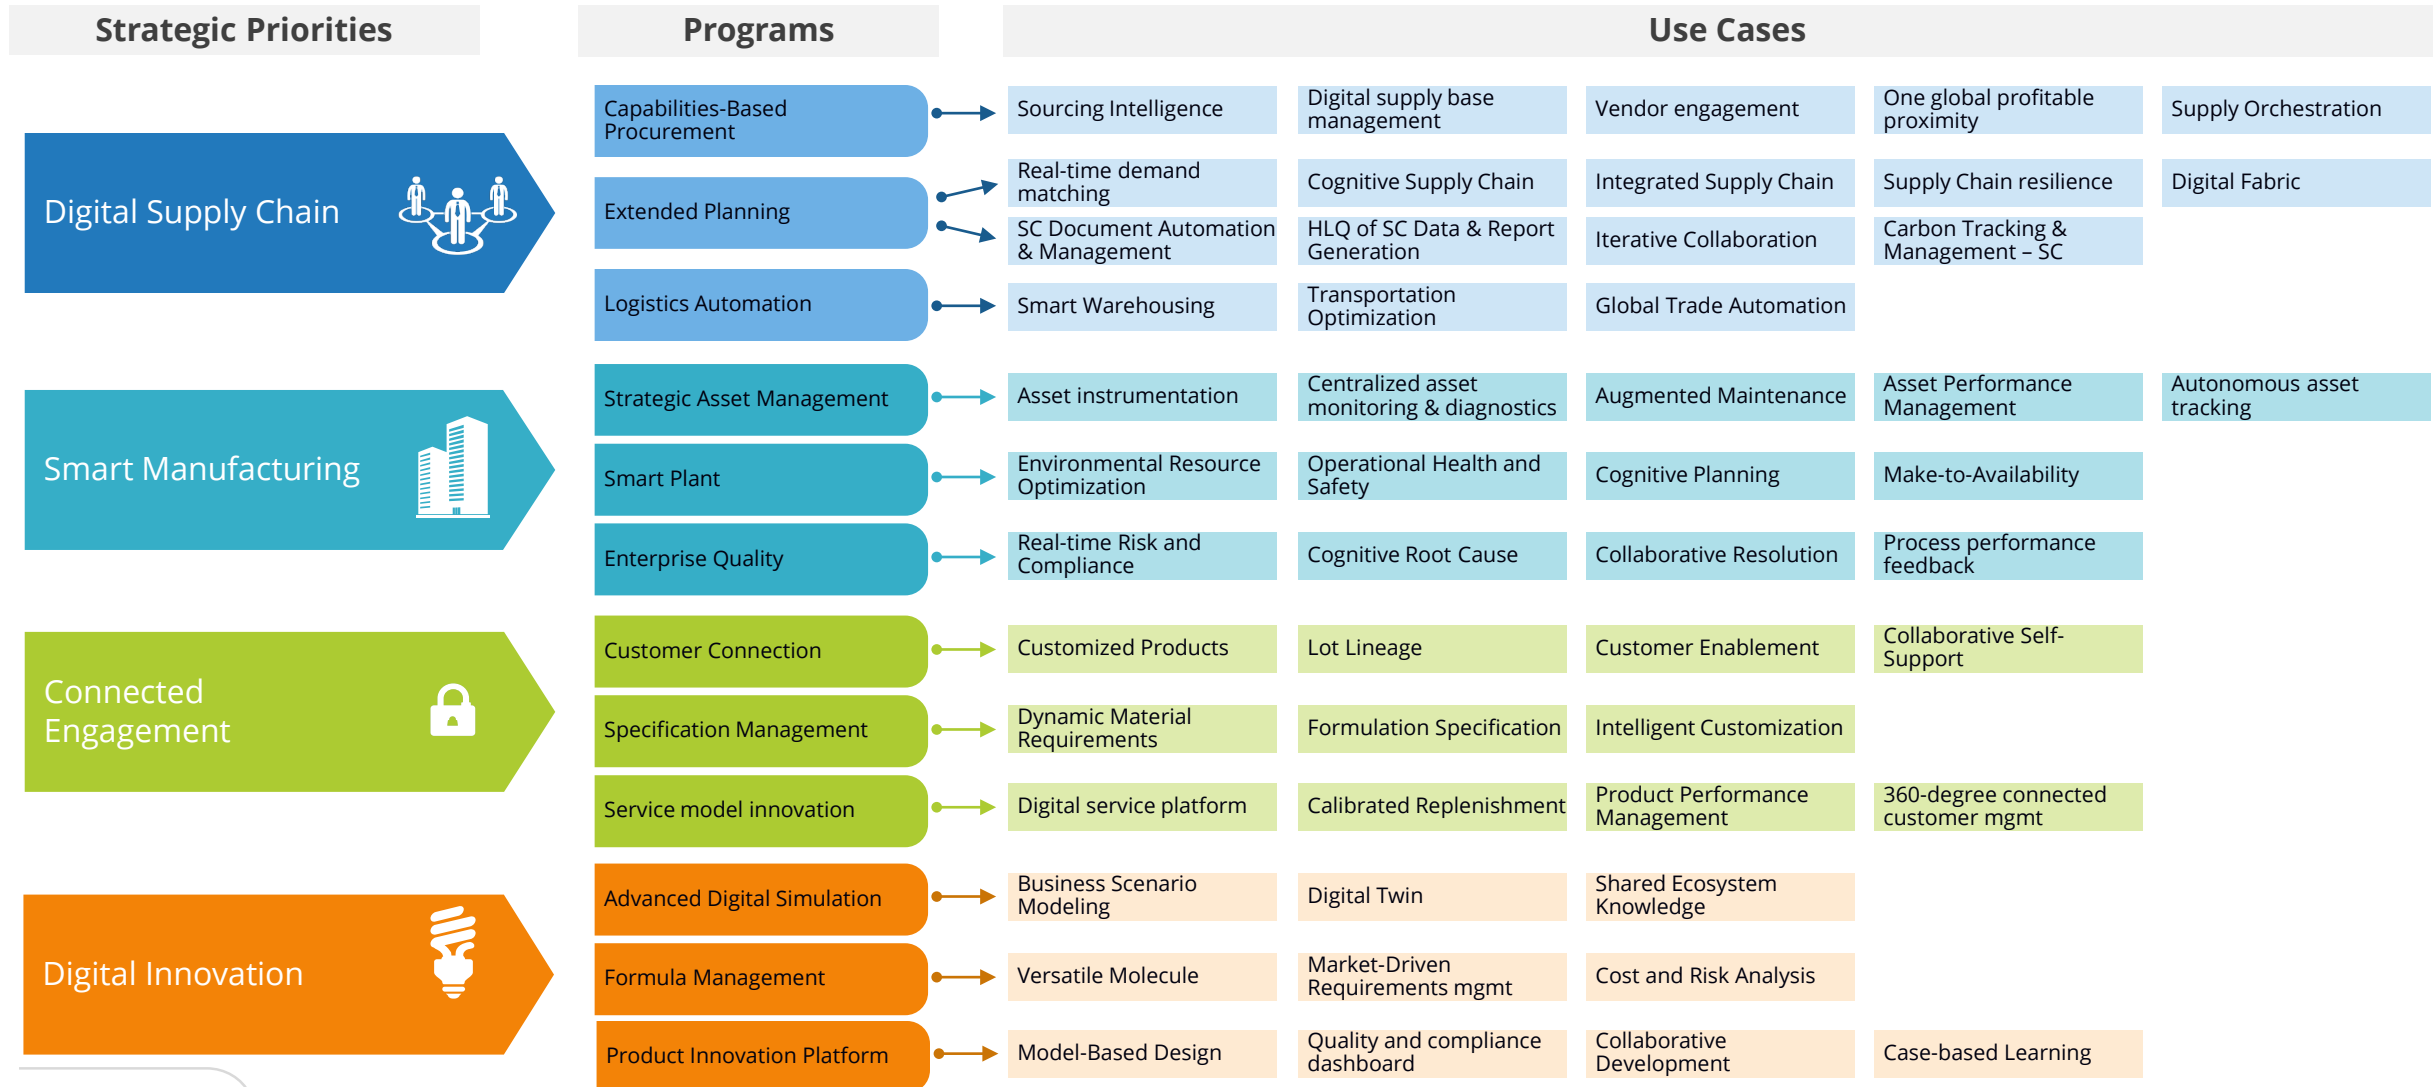 Strategic Priorities
Programs
Use Cases
Digital Supply Chain
Capabilities-Based
Procurement
Sourcing Intelligence
Digital supply base
management
Vendor engagement
One global profitable
proximity
Supply Orchestration
Extended Planning
Real-time demand
matching
Cognitive Supply Chain
Integrated Supply Chain
Supply Chain resilience
Digital Fabric
SC Document Automation
& Management
HLQ of SC Data & Report
Generation
Iterative Collaboration
Carbon Tracking &
Management – SC
Logistics Automation
Smart Warehousing
Transportation
Optimization
Global Trade Automation
Smart Manufacturing
Strategic Asset Management
Asset instrumentation
Centralized asset
monitoring & diagnostics
Augmented Maintenance
Asset Performance
Management
Autonomous asset
tracking
Smart Plant
Environmental Resource
Optimization
Operational Health and
Safety
Cognitive Planning
Make-to-Availability
Enterprise Quality
Real-time Risk and
Compliance
Cognitive Root Cause
Collaborative Resolution
Process performance
feedback
Connected
Engagement
Customer Connection
Customized Products
Lot Lineage
Customer Enablement
Collaborative Self-
Support
Specification Management
Dynamic Material
Requirements
Formulation Specification
Intelligent Customization
Service model innovation
Digital service platform
Calibrated Replenishment
Product Performance
Management
360-degree connected
customer mgmt
Digital Innovation
Advanced Digital Simulation
Business Scenario
Modeling
Digital Twin
Shared Ecosystem
Knowledge
Formula Management
Versatile Molecule
Market-Driven
Requirements mgmt
Cost and Risk Analysis
Product Innovation Platform
Model-Based Design
Quality and compliance
dashboard
Collaborative
Development
Case-based Learning